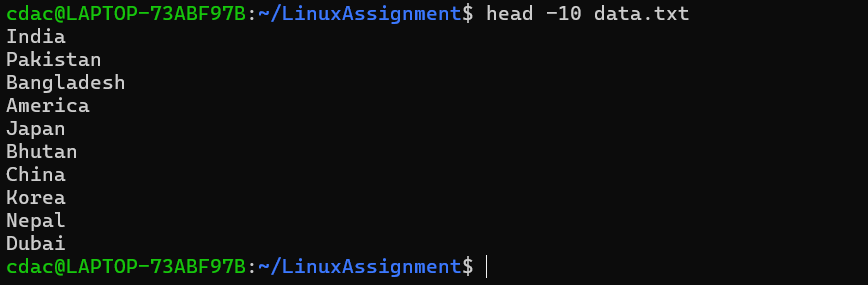 cdac@LAPTOP-73ABF97B:~/LinuxAssignment$ head -10 data.txt
India
Pakistan
Bangladesh
America
Japan
Bhutan
China
Korea
Nepal
Dubai
cdac@LAPTOP-73ABF97B:~/LinuxAssignment$